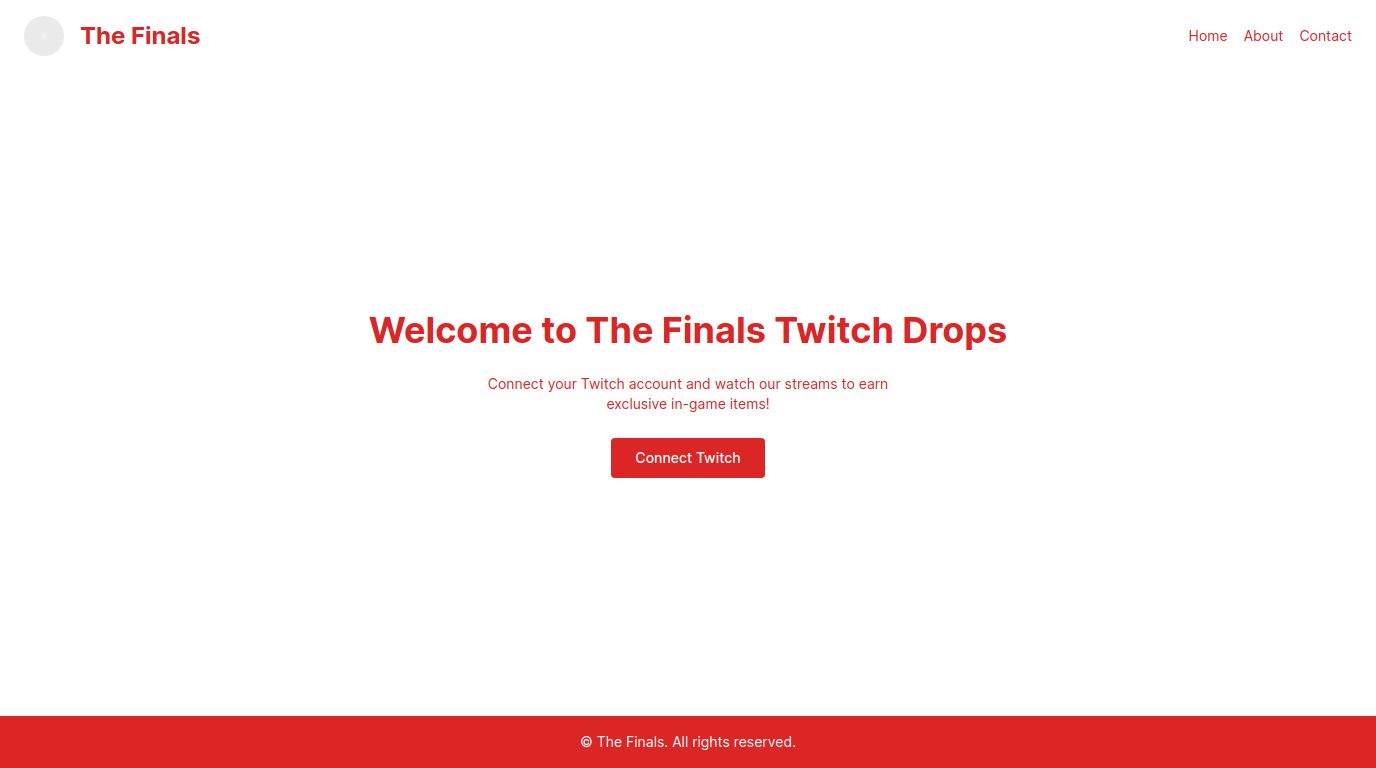 The Finals
Home About Contact
Welcome to The Finals Twitch Drops
Connect your Twitch account and watch our streams to earn
exclusive in-game items!
Connect Twitch
© The Finals. All rights reserved.